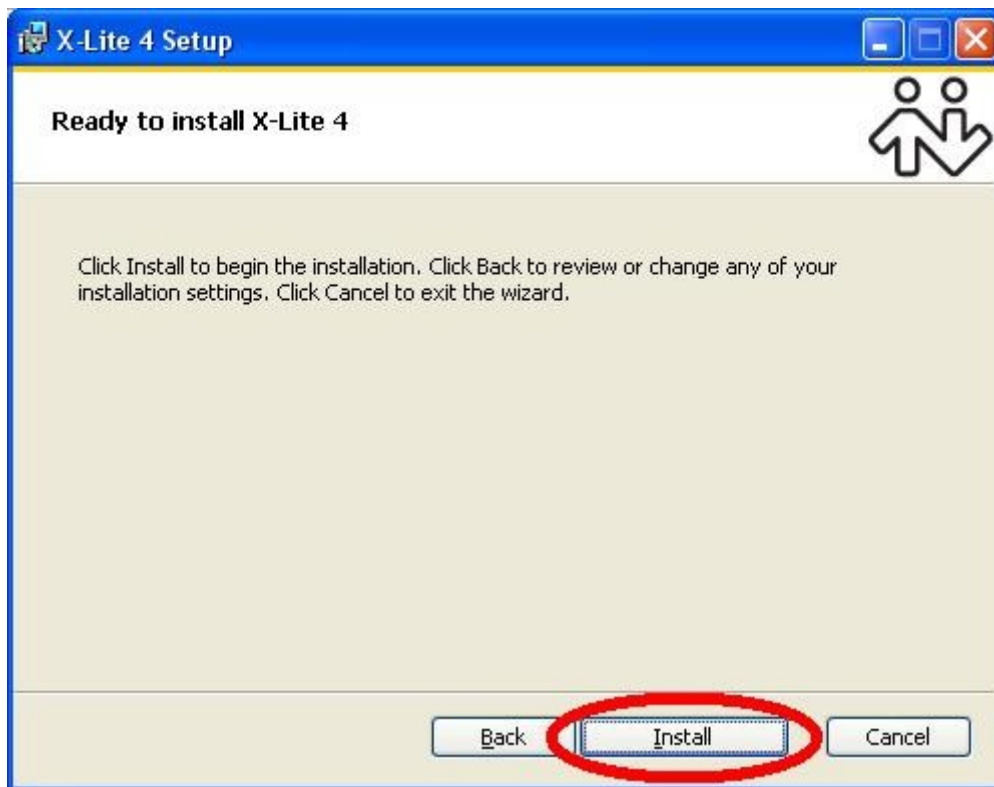 X-Lite 4 Setup
Ready to install X-Lite 4
Click Install to begin the installation. Click Back to review or change any of your
installation settings. Click Cancel to exit the wizard.
Back Install Cancel